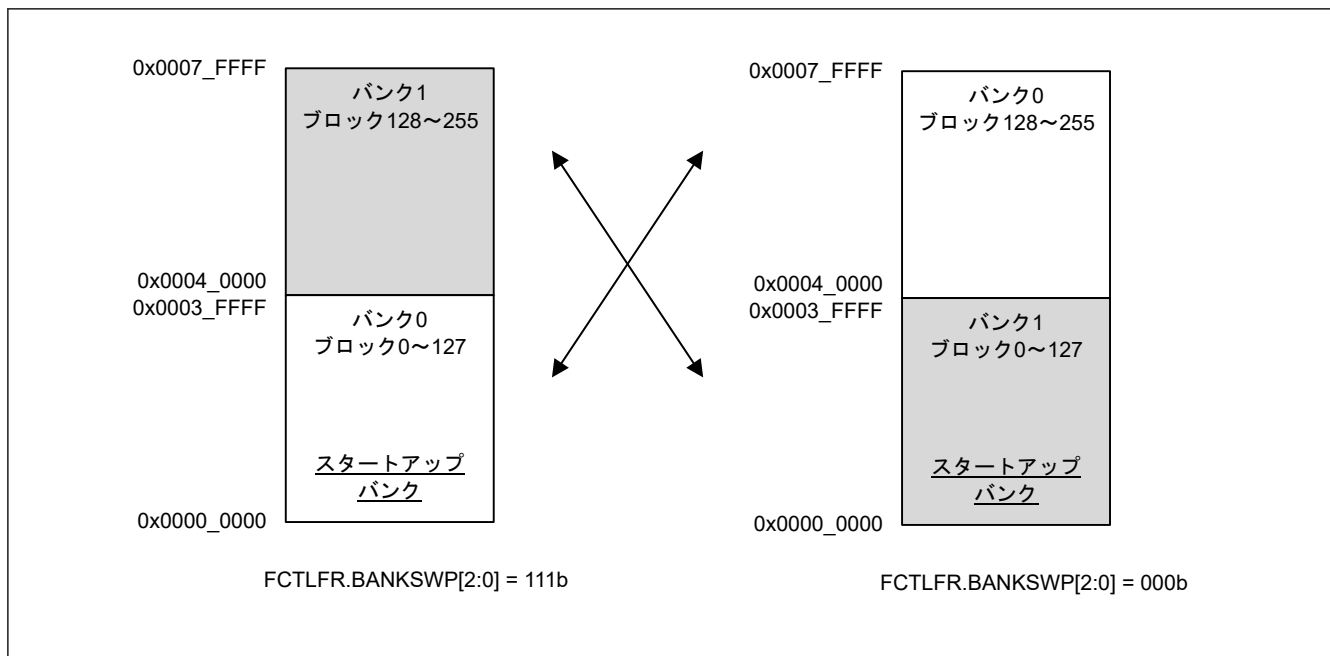 0x0007_FFFF
バンク1
ブロック128～255
0x0004_0000
0x0003_FFFF
バンク0
ブロック0～127
スタートアップ
バンク
0x0000_0000
FCTLFR.BANKSWP[2:0] = 111b
0x0007_FFFF
バンク0
ブロック128～255
0x0004_0000
0x0003_FFFF
バンク1
ブロック0～127
スタートアップ
バンク
0x0000_0000
FCTLFR.BANKSWP[2:0] = 000b